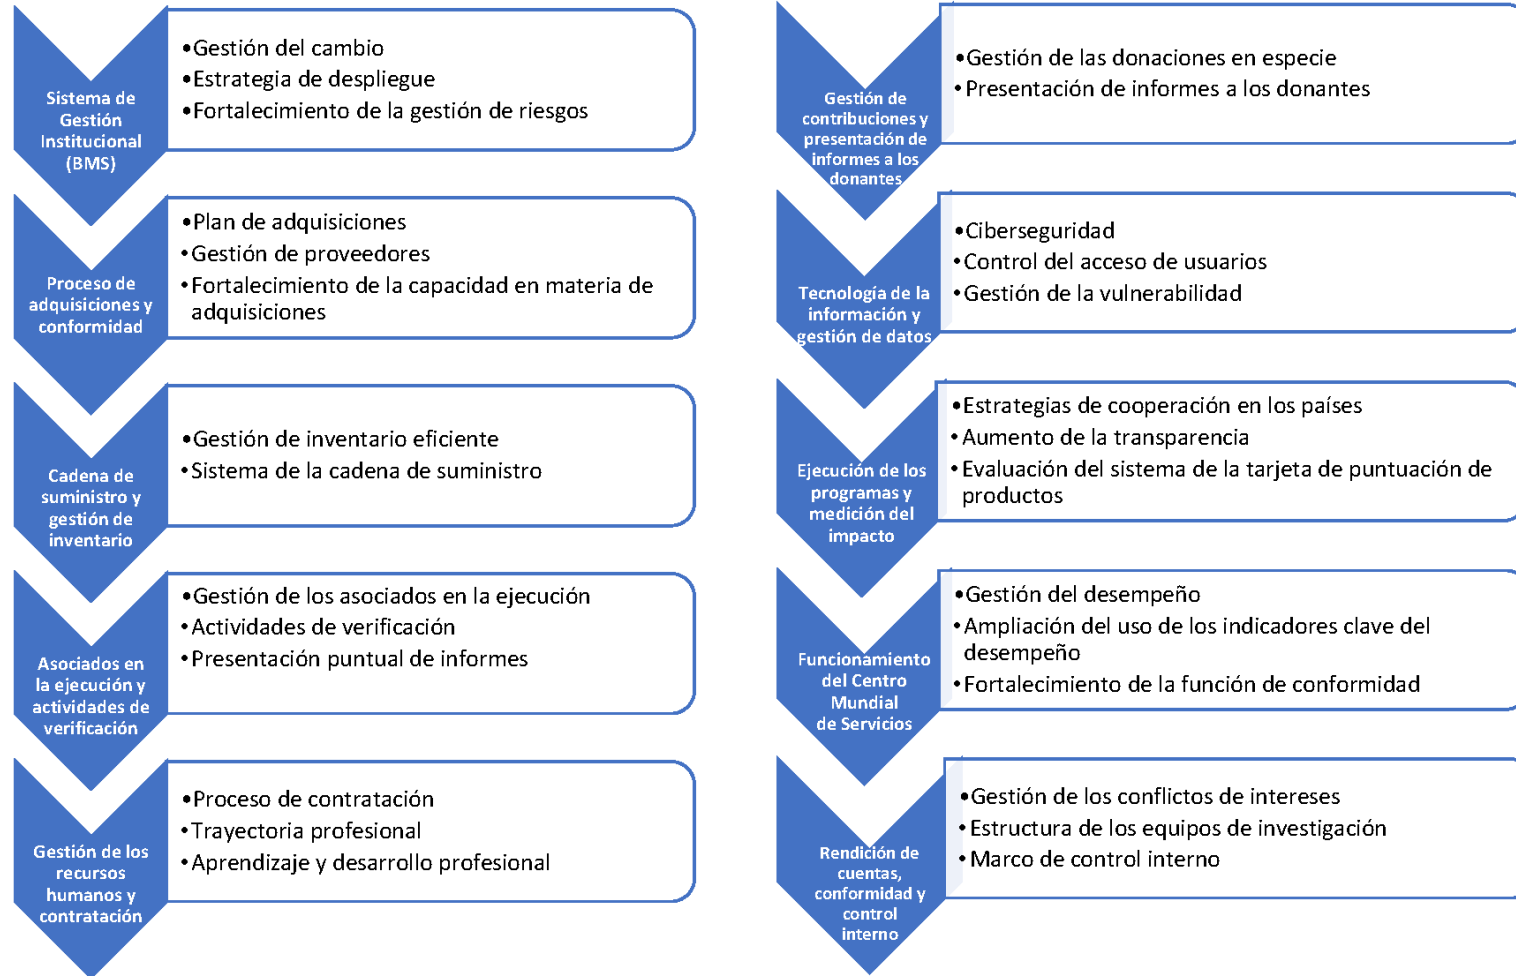 Sistema de
Gestión
Institucional
(BMS)
•Gestión del cambio
•Estrategia de despliegue
•Fortalecimiento de la gestión de riesgos
Proceso de
adquisiciones y
conformidad
•Plan de adquisiciones
•Gestión de proveedores
•Fortalecimiento de la capacidad en materia de
adquisiciones
Cadena de
suministro y
gestión de
inventario
•Gestión de inventario eficiente
•Sistema de la cadena de suministro
Asociados en
la ejecución y
actividades de
verificación
•Gestión de los asociados en la ejecución
•Actividades de verificación
•Presentación puntual de informes
Gestión de los
recursos
humanos y
contratación
•Proceso de contratación
•Trayectoria profesional
•Aprendizaje y desarrollo profesional
Gestión de
contribuciones y
presentación de
informes a los
donantes
•Gestión de las donaciones en especie
•Presentación de informes a los donantes
Tecnología de la
información y
gestión de datos
•Ciberseguridad
•Control del acceso de usuarios
•Gestión de la vulnerabilidad
Ejecución de los
programas y
medición del
impacto
•Estrategias de cooperación en los países
•Aumento de la transparencia
•Evaluación del sistema de la tarjeta de puntuación de
productos
Funcionamiento
del Centro
Mundial
de Servicios
•Gestión del desempeño
•Ampliación del uso de los indicadores clave del
desempeño
•Fortalecimiento de la función de conformidad
Rendición de
cuentas,
conformidad y
control
interno
•Gestión de los conflictos de intereses
•Estructura de los equipos de investigación
•Marco de control interno